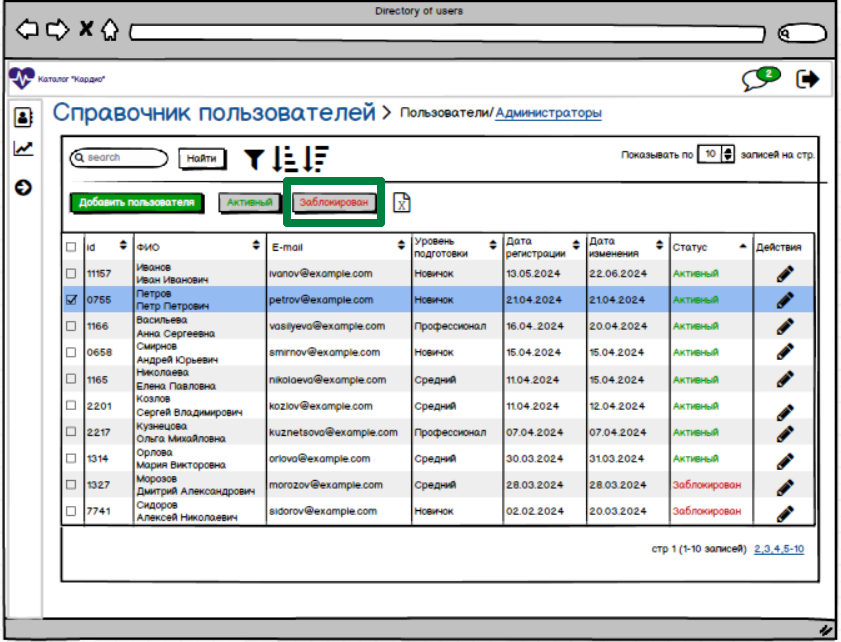 Directory of users
2
Каталог "Кардио"
Справочник пользователей > Пользователи/Администраторы
search Найти Показывать по 10 записей на стр.
Добавить пользователя Активный Заблокирован X
id ФИО E-mail Уровень подготовки Дата регистрации Дата изменения Статус Действия
11157 Иванов Иван Иванович ivanov@example.com Новичок 13.05.2024 22.06.2024 Активный
0755 Петров Петр Петрович petrov@example.com Новичок 21.04.2024 21.04.2024 Активный
1166 Васильева Анна Сергеевна vasilyeva@example.com Профессионал 16.04..2024 20.04.2024 Активный
0658 Смирнов Андрей Юрьевич smirnov@example.com Новичок 15.04.2024 15.04.2024 Активный
1165 Николаева Елена Павловна nikolaeva@example.com Средний 11.04.2024 15.04.2024 Активный
2201 Козлов Сергей Владимирович kozlov@example.com Средний 11.04.2024 12.04.2024 Активный
2217 Кузнецова Ольга Михайловна kuznetsova@example.com Профессионал 07.04.2024 07.04.2024 Активный
1314 Орлова Мария Викторовна orlova@example.com Средний 30.03.2024 31.03.2024 Активный
1327 Морозов Дмитрий Александрович morozov@example.com Средний 28.03.2024 28.03.2024 Заблокирован
7741 Сидоров Алексей Николаевич sidorov@example.com Новичок 02.02.2024 20.03.2024 Заблокирован
стр 1 (1-10 записей) 2,3,4,5-10